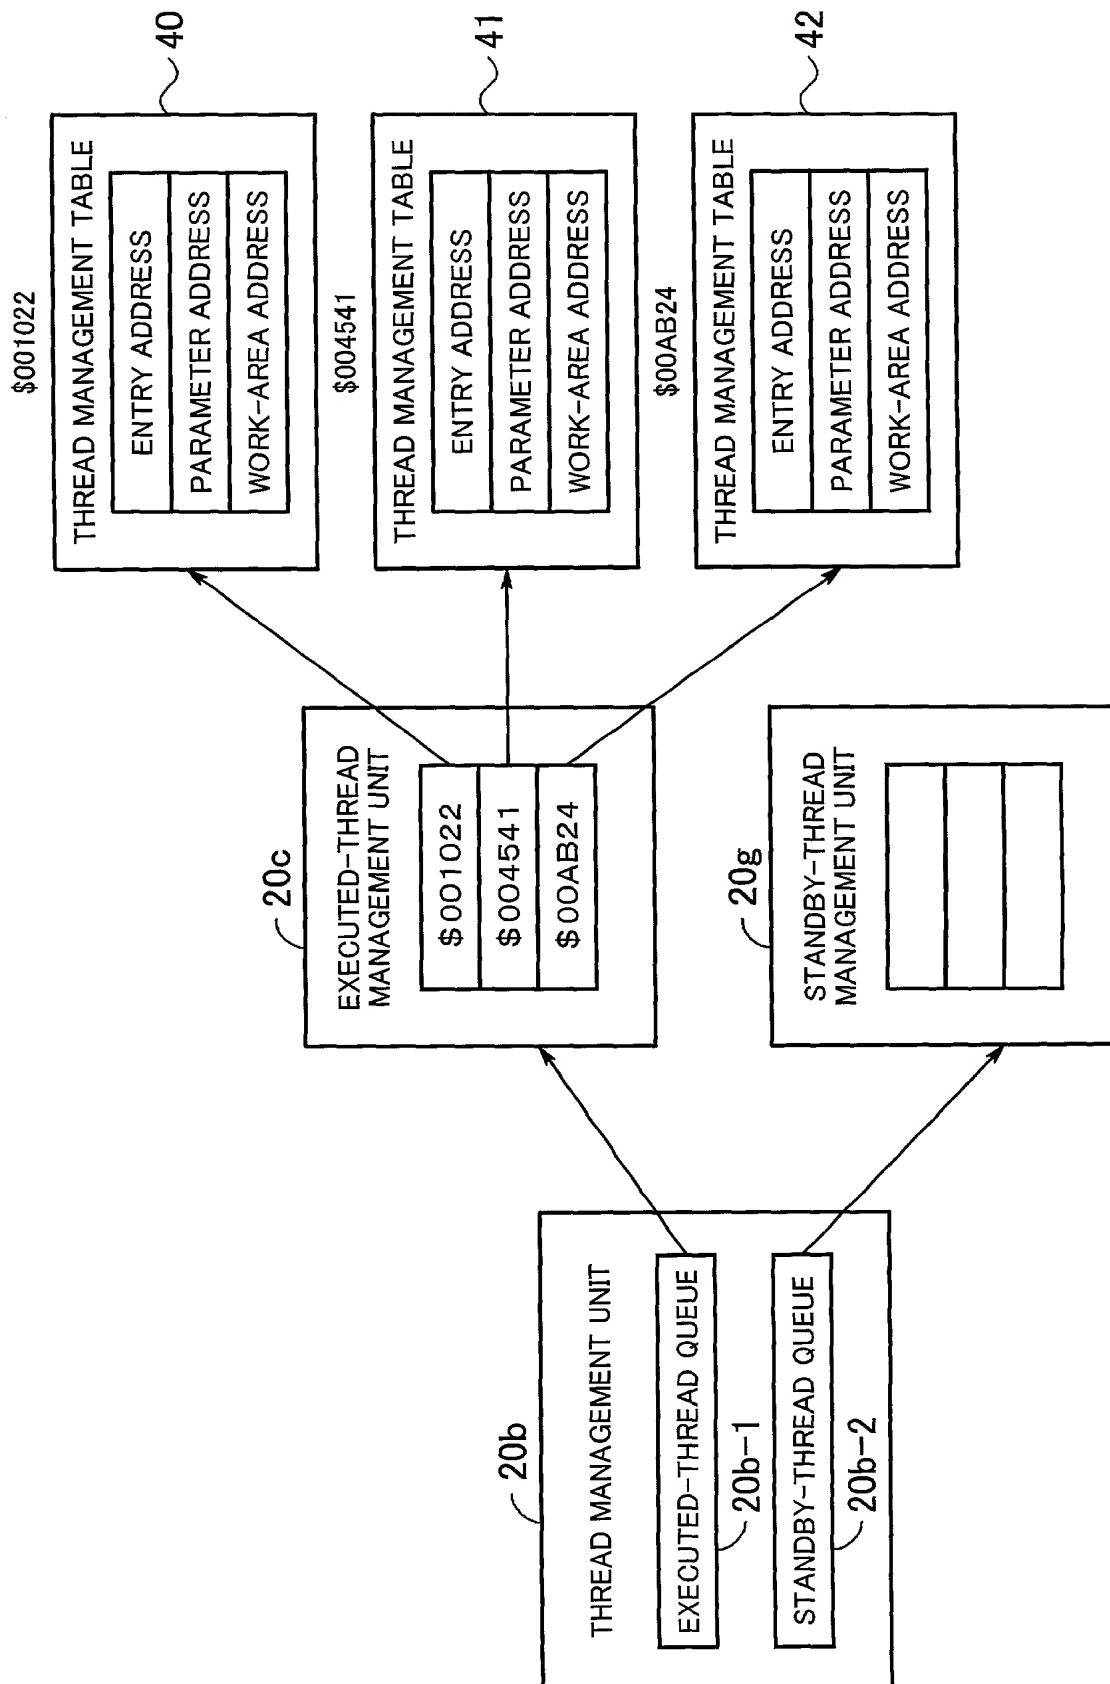 20b
THREAD MANAGEMENT UNIT
EXECUTED-THREAD QUEUE
20b-1
STANDBY-THREAD QUEUE
20b-2
20c
EXECUTED-THREAD
MANAGEMENT UNIT
$001022
$004541
$00AB24
20g
STANDBY-THREAD
MANAGEMENT UNIT
$001022
THREAD MANAGEMENT TABLE
ENTRY ADDRESS
PARAMETER ADDRESS
WORK-AREA ADDRESS
40
$004541
THREAD MANAGEMENT TABLE
ENTRY ADDRESS
PARAMETER ADDRESS
WORK-AREA ADDRESS
41
$00AB24
THREAD MANAGEMENT TABLE
ENTRY ADDRESS
PARAMETER ADDRESS
WORK-AREA ADDRESS
42